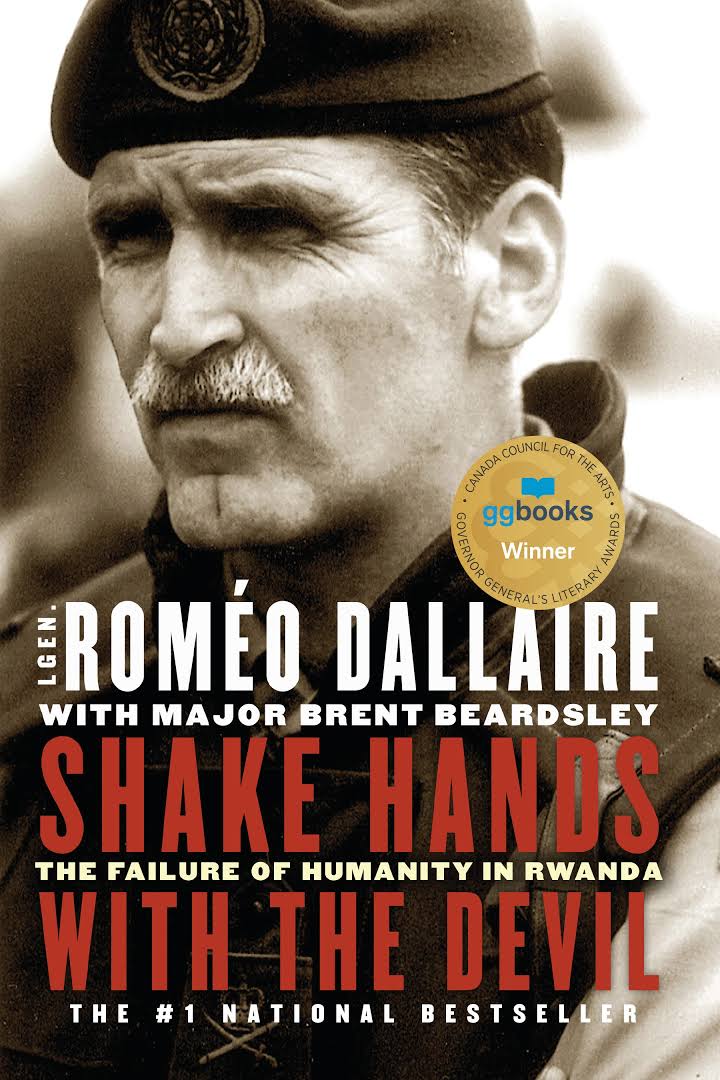 CANADA COUNCIL FOR THE ARTS
ggbooks
Winner
GOVERNOR GENERAL'S LITERARY AWARDS
LGEN.
ROMÉO DALLAIRE
WITH MAJOR BRENT BEARDSLEY
SHAKE HANDS
THE FAILURE OF HUMANITY IN RWANDA
WITH THE DEVIL
THE #1 NATIONAL BESTSELLER